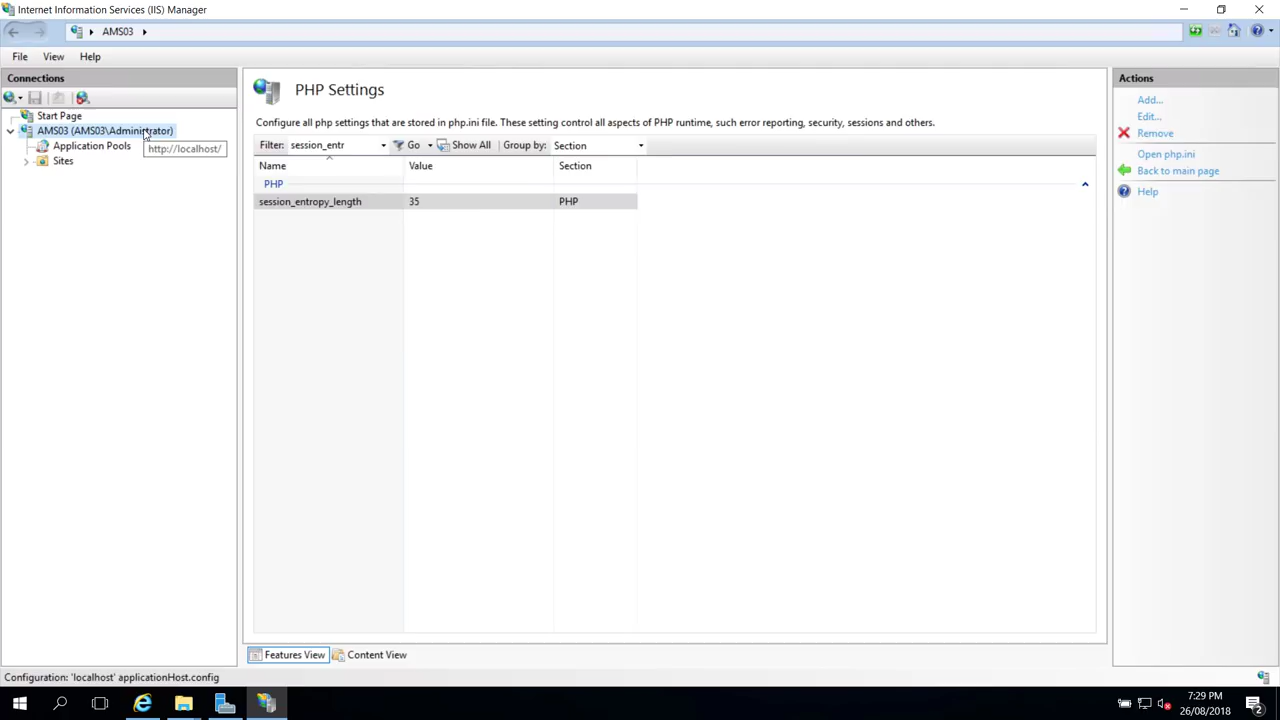 Internet Information Services (IIS) Manager
AMS03
File View Help
Connections
Start Page
AMS03 (AMS03\Administrator)
Application Pools
http://localhost/
Sites
PHP Settings
Configure all php settings that are stored in php.ini file. These setting control all aspects of PHP runtime, such error reporting, security, sessions and others.
Filter: session_entr Go Show All Group by: Section
Name Value Section
PHP
session_entropy_length 35 PHP
Features View Content View
Actions
Add...
Edit...
Remove
Open php.ini
Back to main page
Help
Configuration: 'localhost' applicationHost.config
7:29 PM
26/08/2018
2